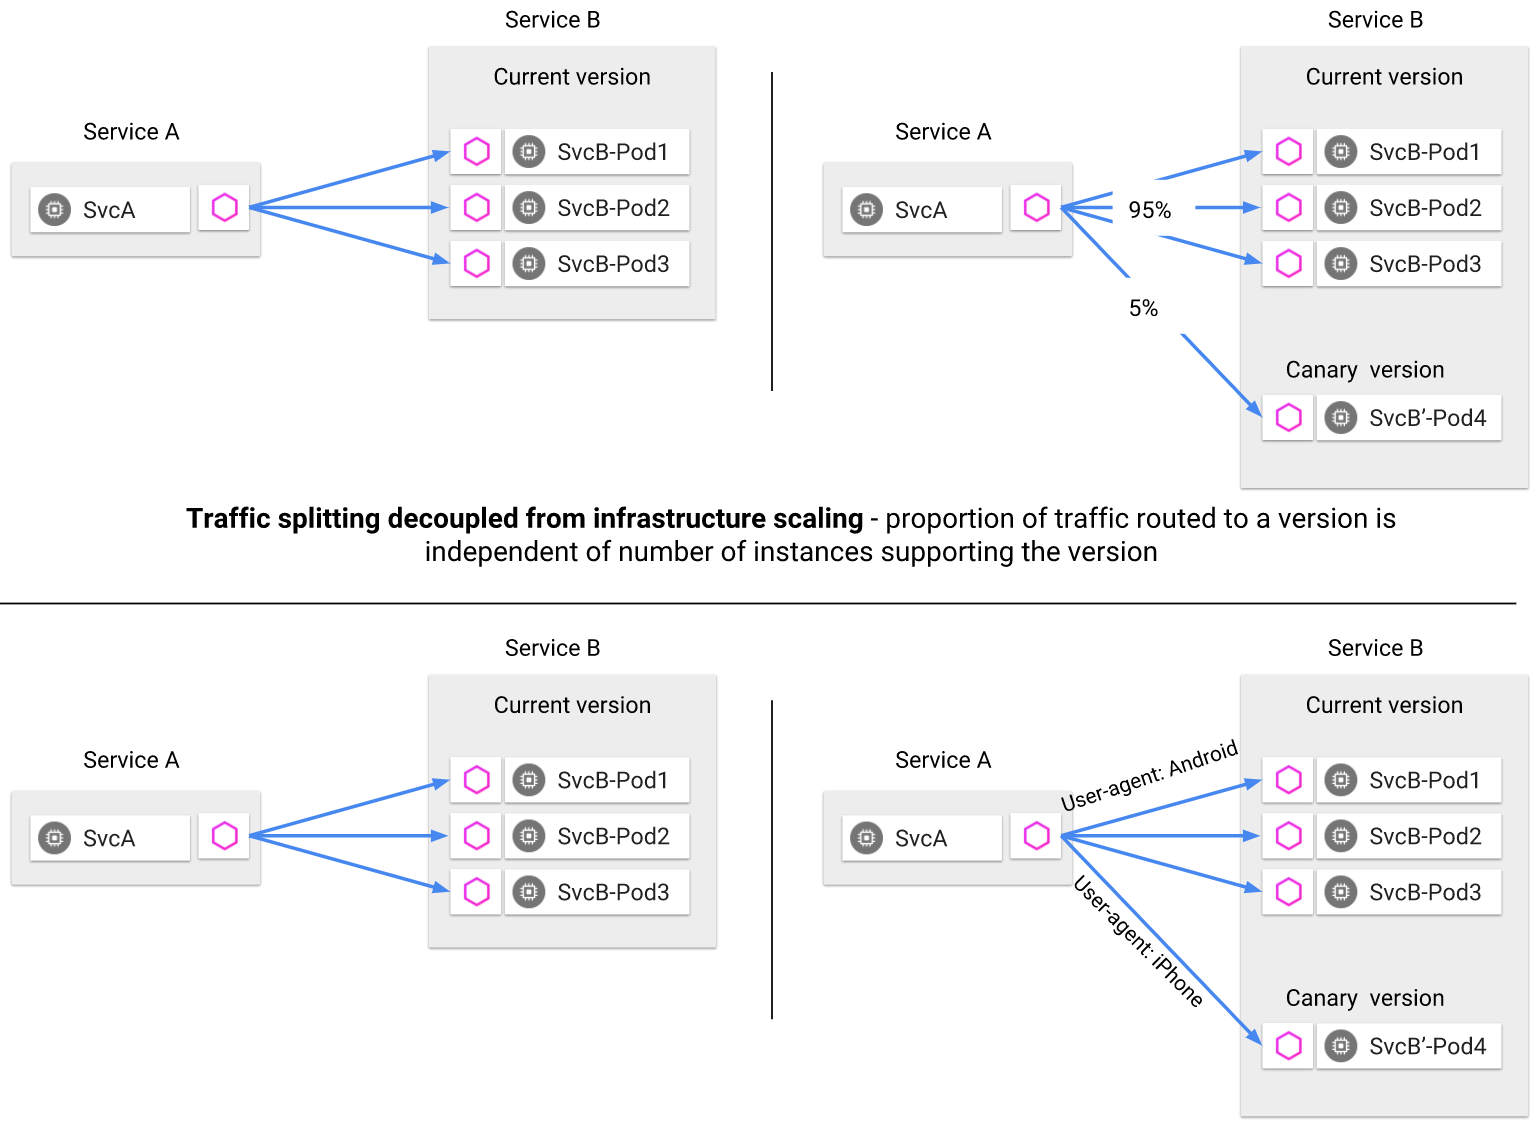 Service B
Current version
Service A
SvcA
SvcB-Pod1
SvcB-Pod2
SvcB-Pod3
Service B
Current version
Service A
SvcA
95%
5%
SvcB-Pod1
SvcB-Pod2
SvcB-Pod3
Canary version
SvcB’-Pod4
Traffic splitting decoupled from infrastructure scaling - proportion of traffic routed to a version is
independent of number of instances supporting the version
Service B
Current version
Service A
SvcA
SvcB-Pod1
SvcB-Pod2
SvcB-Pod3
Service B
Current version
Service A
SvcA
User-agent: Android
User-agent: iPhone
SvcB-Pod1
SvcB-Pod2
SvcB-Pod3
Canary version
SvcB’-Pod4